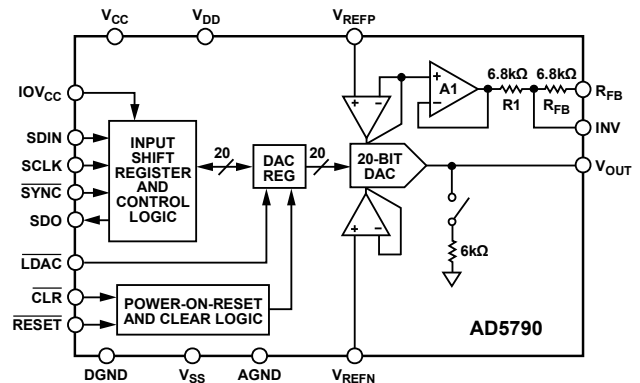 VCC
VDD
VREFP
IOVCC
SDIN
SCLK
SYNC
SDO
LDAC
CLR
RESET
INPUT
SHIFT
REGISTER
AND
CONTROL
LOGIC
20
DAC
REG
20
20-BIT
DAC
A1
6.8kΩ
R1
6.8kΩ
RFB
RFB
INV
VOUT
6kΩ
POWER-ON-RESET
AND CLEAR LOGIC
AD5790
DGND
VSS
AGND
VREFN
+
−
+
−
+
−